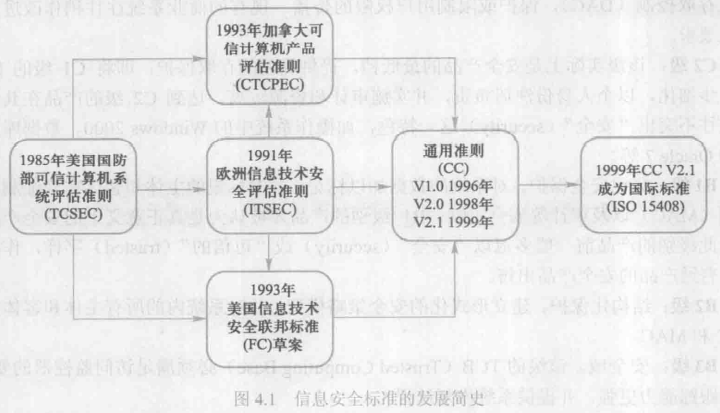 1993年加拿大可
信计算机产品
评估准则
(CTCPEC)
1985年美国国防
部可信计算机系
统评估准则
(TCSEC)
1991年
欧洲信息技术安
全评估准则
(ITSEC)
通用准则
(CC)
V1.0 1996年
V2.0 1998年
V2.1 1999年
1999年CC V2.1
成为国际标准
(ISO 15408)
1993年
美国信息技术
安全联邦标准
(FC)草案
图 4.1 信息安全标准的发展简史